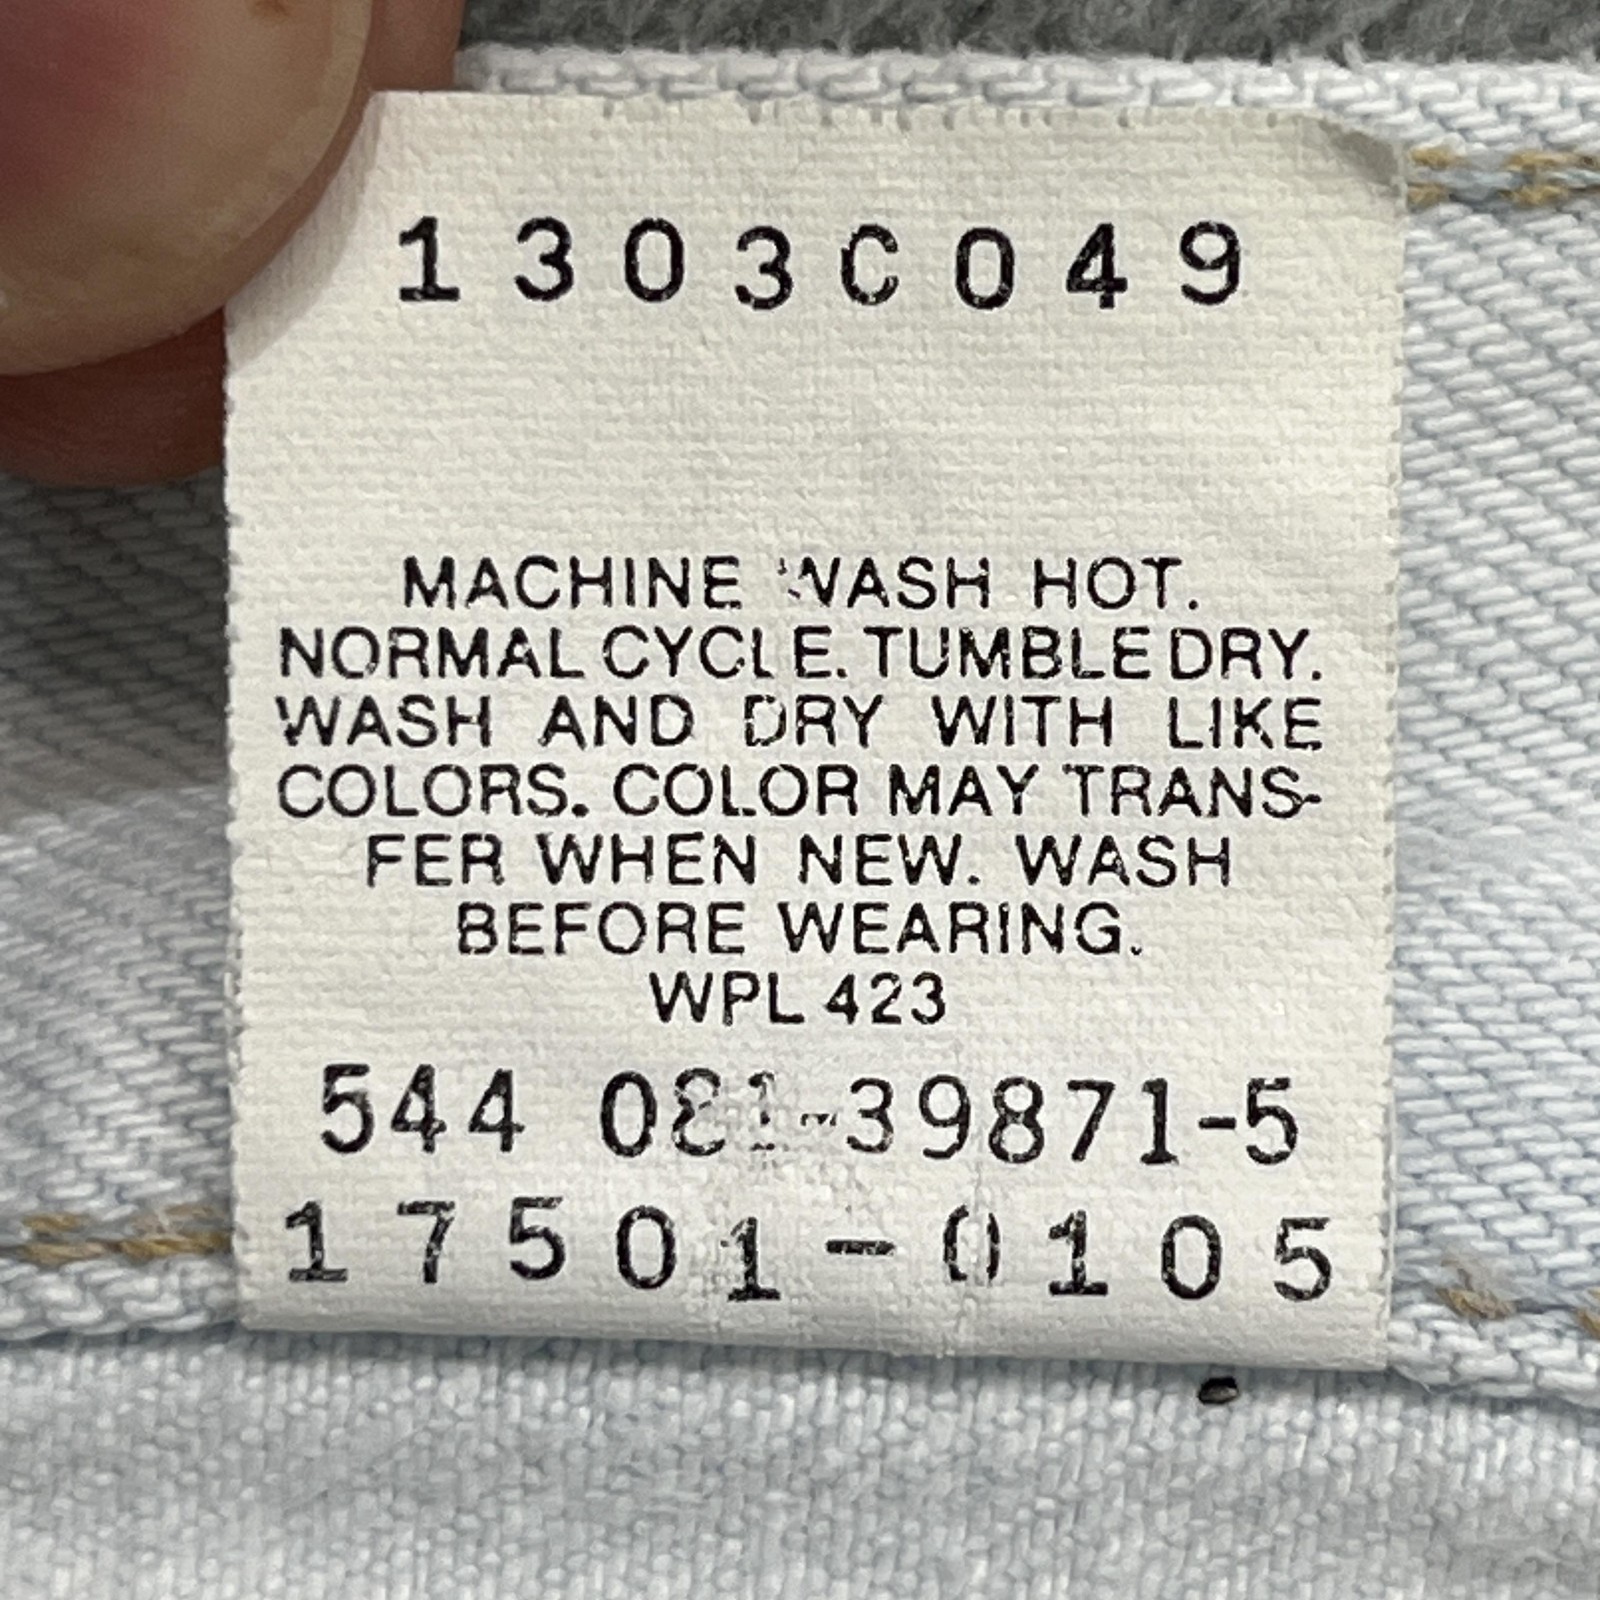 1303C049
MACHINE WASH HOT.
NORMAL CYCLE. TUMBLE DRY.
WASH AND DRY WITH LIKE
COLORS. COLOR MAY TRANS-
FER WHEN NEW. WASH
BEFORE WEARING.
WPL 423
544 081-39871-5
17501-0105